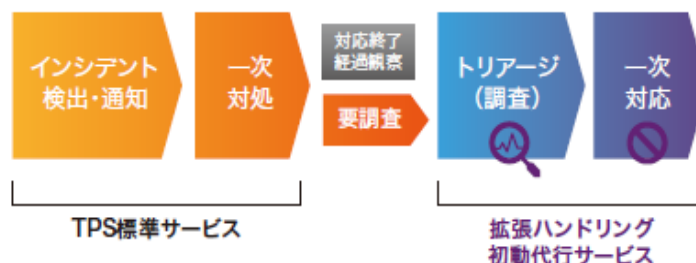 インシデント
検出・通知
一次
対処
対応終了
経過観察
要調査
トリアージ
（調査）
一次
対応
TPS標準サービス
拡張ハンドリング
初動代行サービス